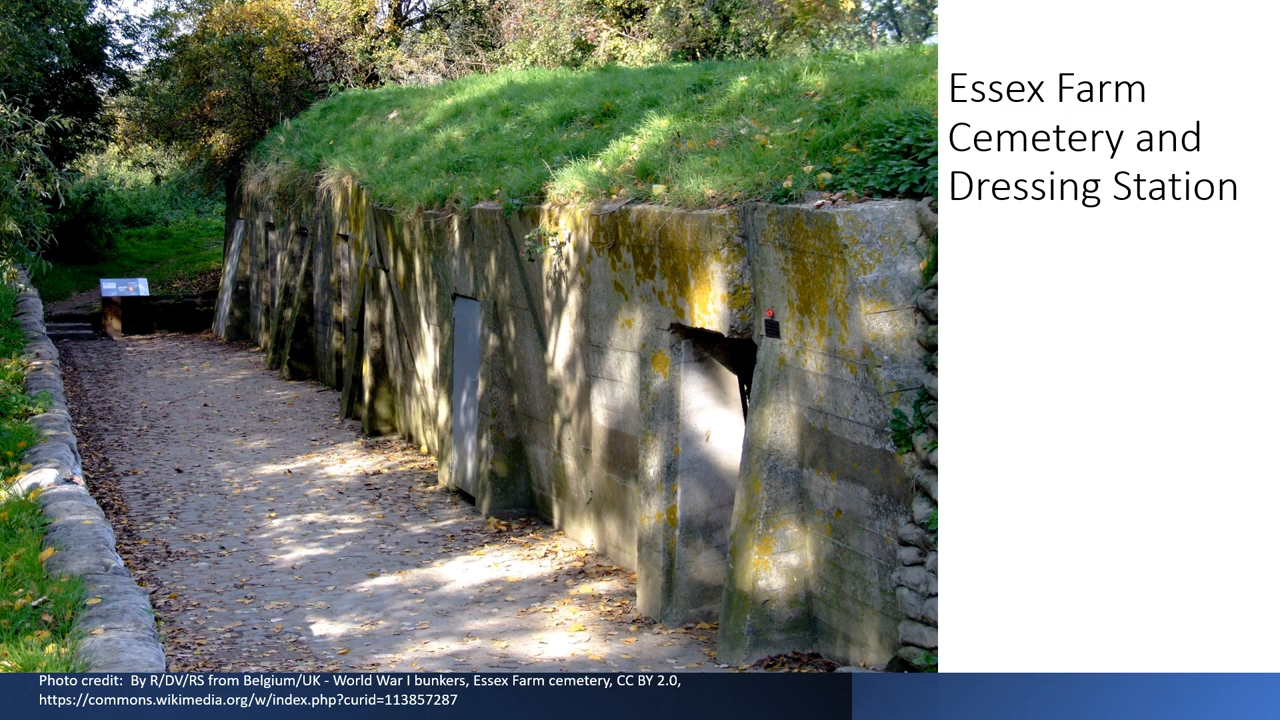 Essex Farm
Cemetery and
Dressing Station
Photo credit:  By R/DV/RS from Belgium/UK - World War I bunkers, Essex Farm cemetery, CC BY 2.0,
https://commons.wikimedia.org/w/index.php?curid=113857287